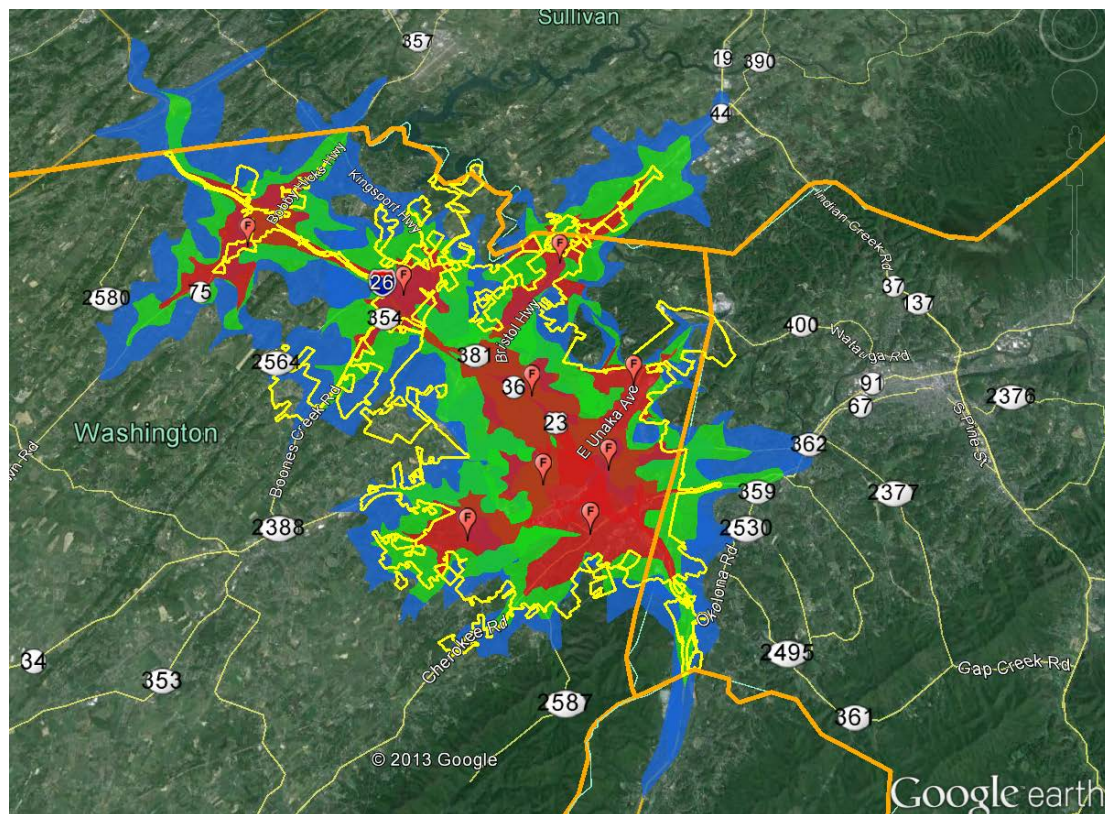 Sullivan
357
19
390
44
Bobby Hicks Hwy
Kingsport Hwy
Indian Creek Rd
F
F
F
26
37
137
2580
75
354
400
Watauga Rd
Bristol Hwy
381
2564
F
F
36
91
67
2376
23
E Unaka Ave
S Pine St
Washington
Boones Creek Rd
362
F
F
359
2377
2388
F
F
2530
Okolona Rd
Cherokee Rd
34
353
2495
Gap Creek Rd
2587
361
© 2013 Google
Google earth